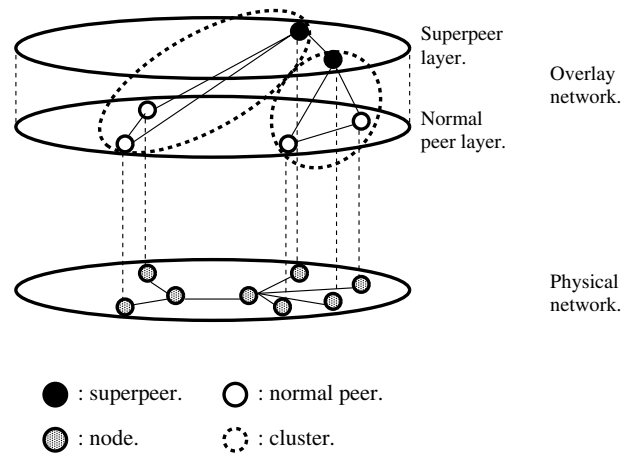 Superpeer
layer.
Overlay
network.
Normal
peer layer.
Physical
network.
: superpeer.
: normal peer.
: node.
: cluster.